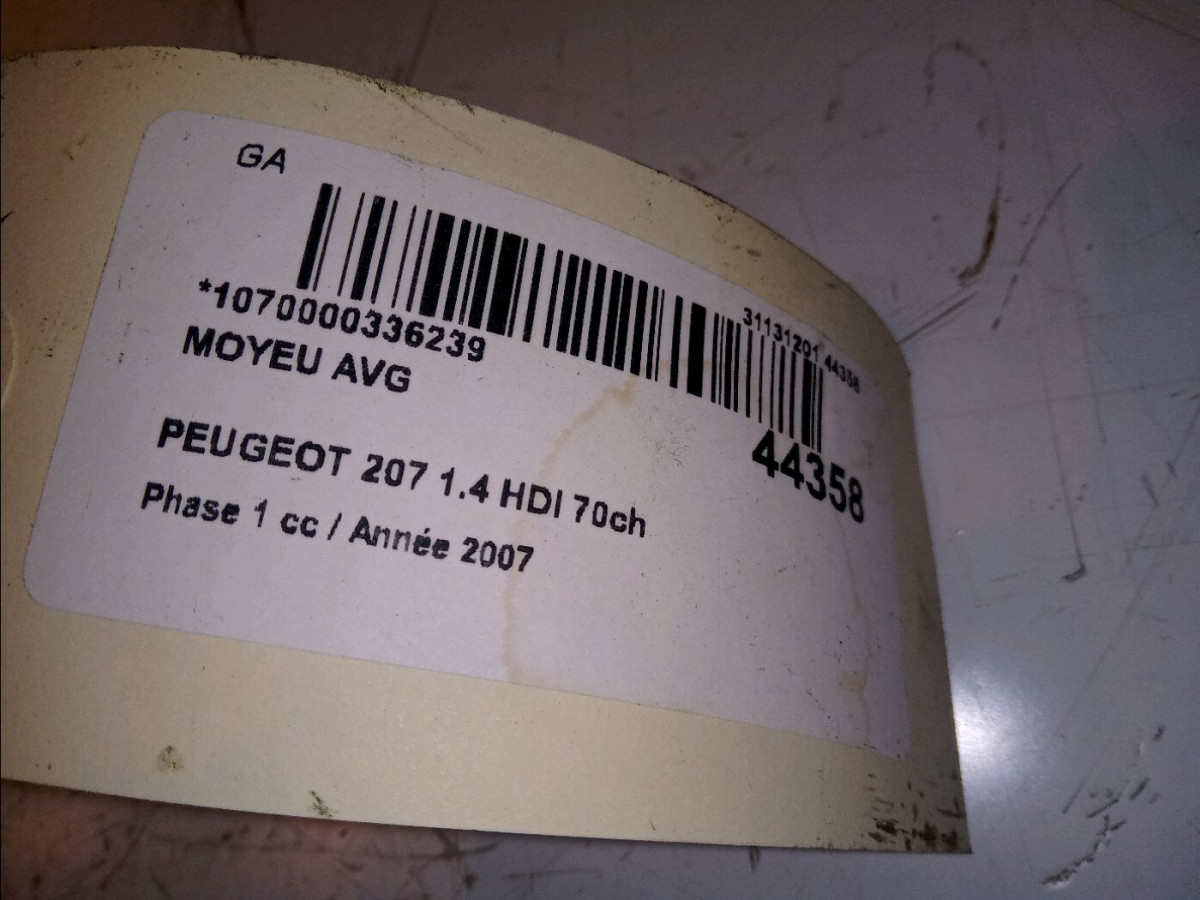 GA
31131201 44358
*1070000336239
MOYEU AVG
44358
PEUGEOT 207 1.4 HDI 70ch
Phase 1 cc / Année 2007